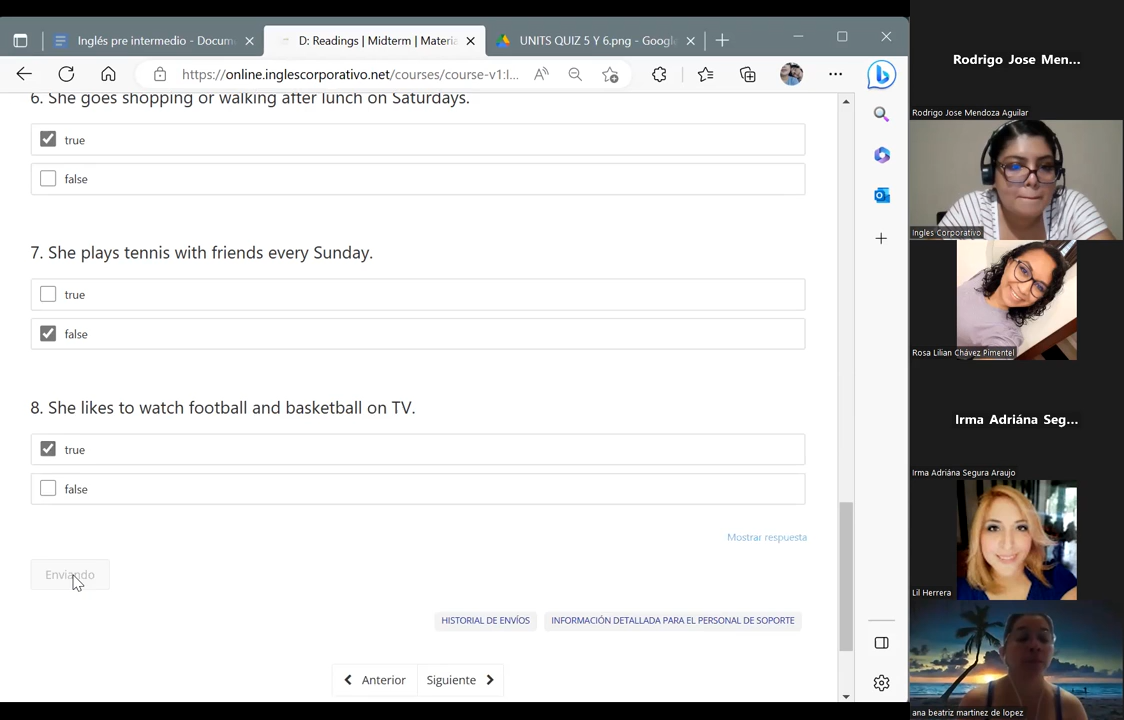 Inglés pre intermedio - Docum
D: Readings | Midterm | Materia
UNITS QUIZ 5 Y 6.png - Google
https://online.inglescorporativo.net/courses/course-v1:I...
6. She goes shopping or walking after lunch on Saturdays.
true
false
7. She plays tennis with friends every Sunday.
true
false
8. She likes to watch football and basketball on TV.
true
false
Mostrar respuesta
Enviando
HISTORIAL DE ENVÍOS
INFORMACIÓN DETALLADA PARA EL PERSONAL DE SOPORTE
Anterior
Siguiente
Rodrigo Jose Men...
Rodrigo Jose Mendoza Aguilar
Ingles Corporativo
Rosa Lilian Chávez Pimentel
Irma Adriána Seg...
Irma Adriána Segura Araujo
Lil Herrera
ana beatriz martinez de lopez